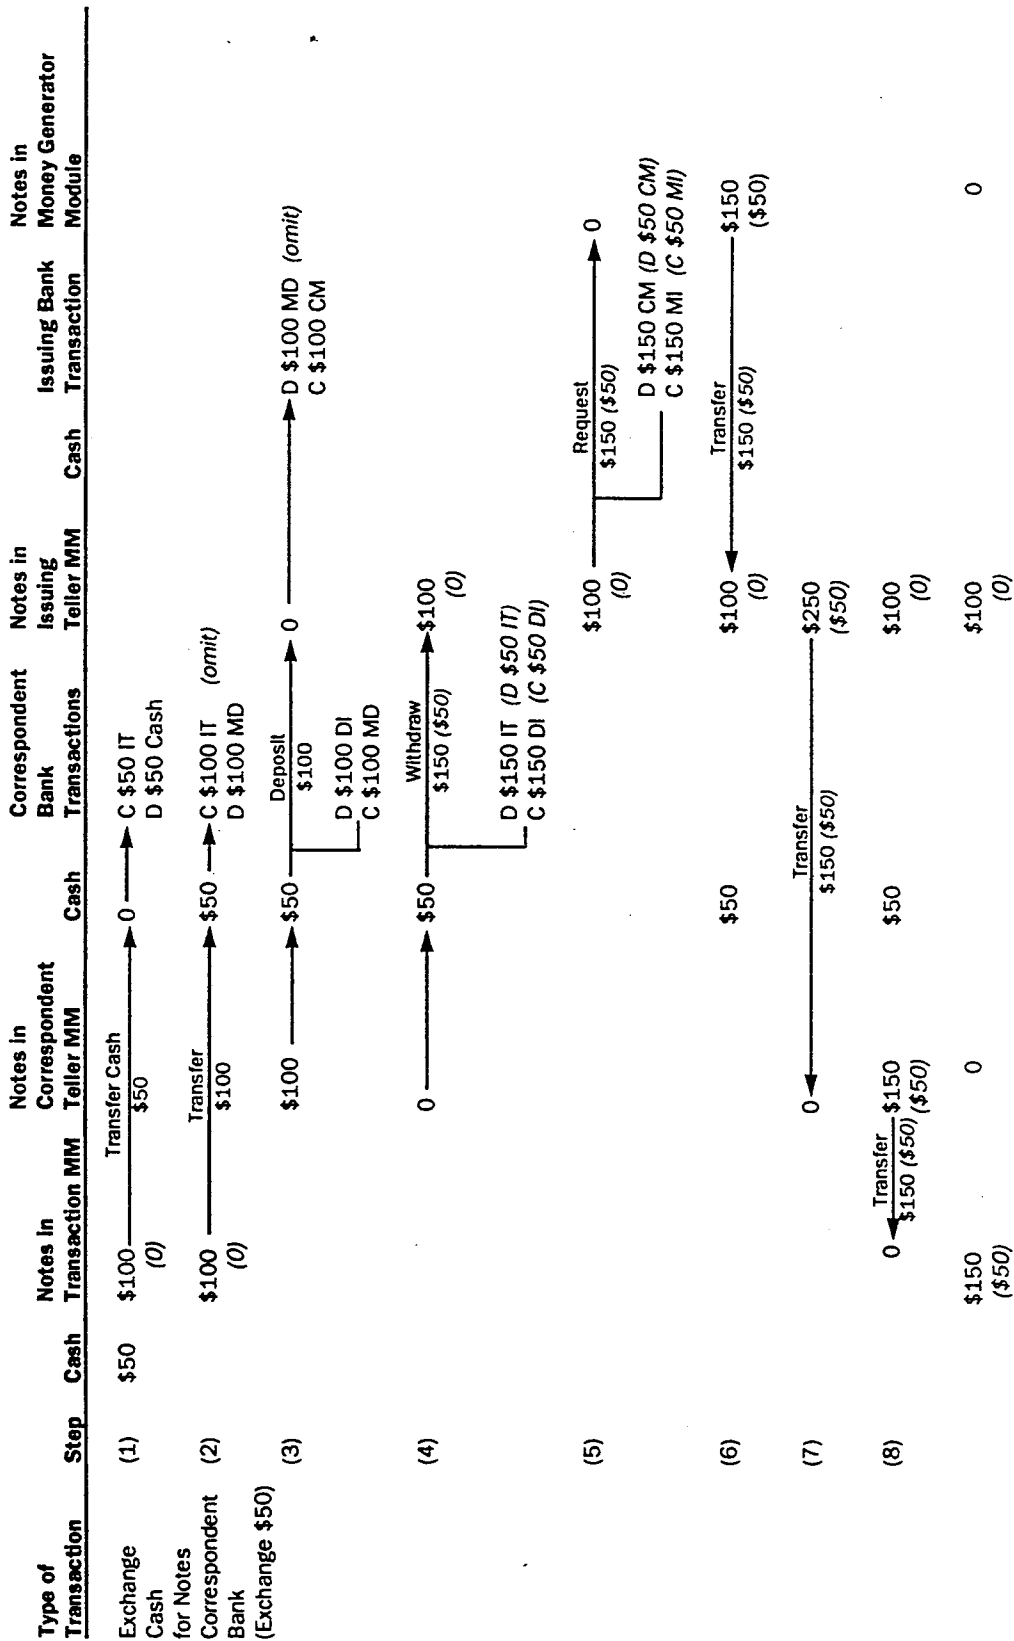 Type of Transaction
Step
Cash
Notes in Transaction MM
Notes in Correspondent Teller MM
Cash
Correspondent Bank Transactions
Notes in Issuing Teller MM
Cash
Issuing Bank Transaction
Notes in Money Generator Module
Exchange
Cash
for Notes
Correspondent
Bank
(Exchange $50)
(1)
$50
$100
(0)
Transfer Cash
$50
0
C $50 IT
D $50 Cash
(2)
$100
(0)
Transfer
$100
$50
C $100 IT (omit)
D $100 MD
(3)
$100
$50
Deposit
$100
D $100 DI
C $100 MD
0
D $100 MD (omit)
C $100 CM
(4)
0
$50
Withdraw
$150 ($50)
D $150 IT (D $50 IT)
C $150 DI (C $50 DI)
$100
(0)
(5)
$100
(0)
Request
$150 ($50)
D $150 CM (D $50 CM)
C $150 MI (C $50 MI)
0
(6)
$50
$100
(0)
Transfer
$150 ($50)
$150
($50)
(7)
0
Transfer
$150 ($50)
$250
($50)
(8)
0
Transfer
$150 ($50)
$150
($50)
$50
$100
(0)
$150
($50)
0
$100
(0)
0